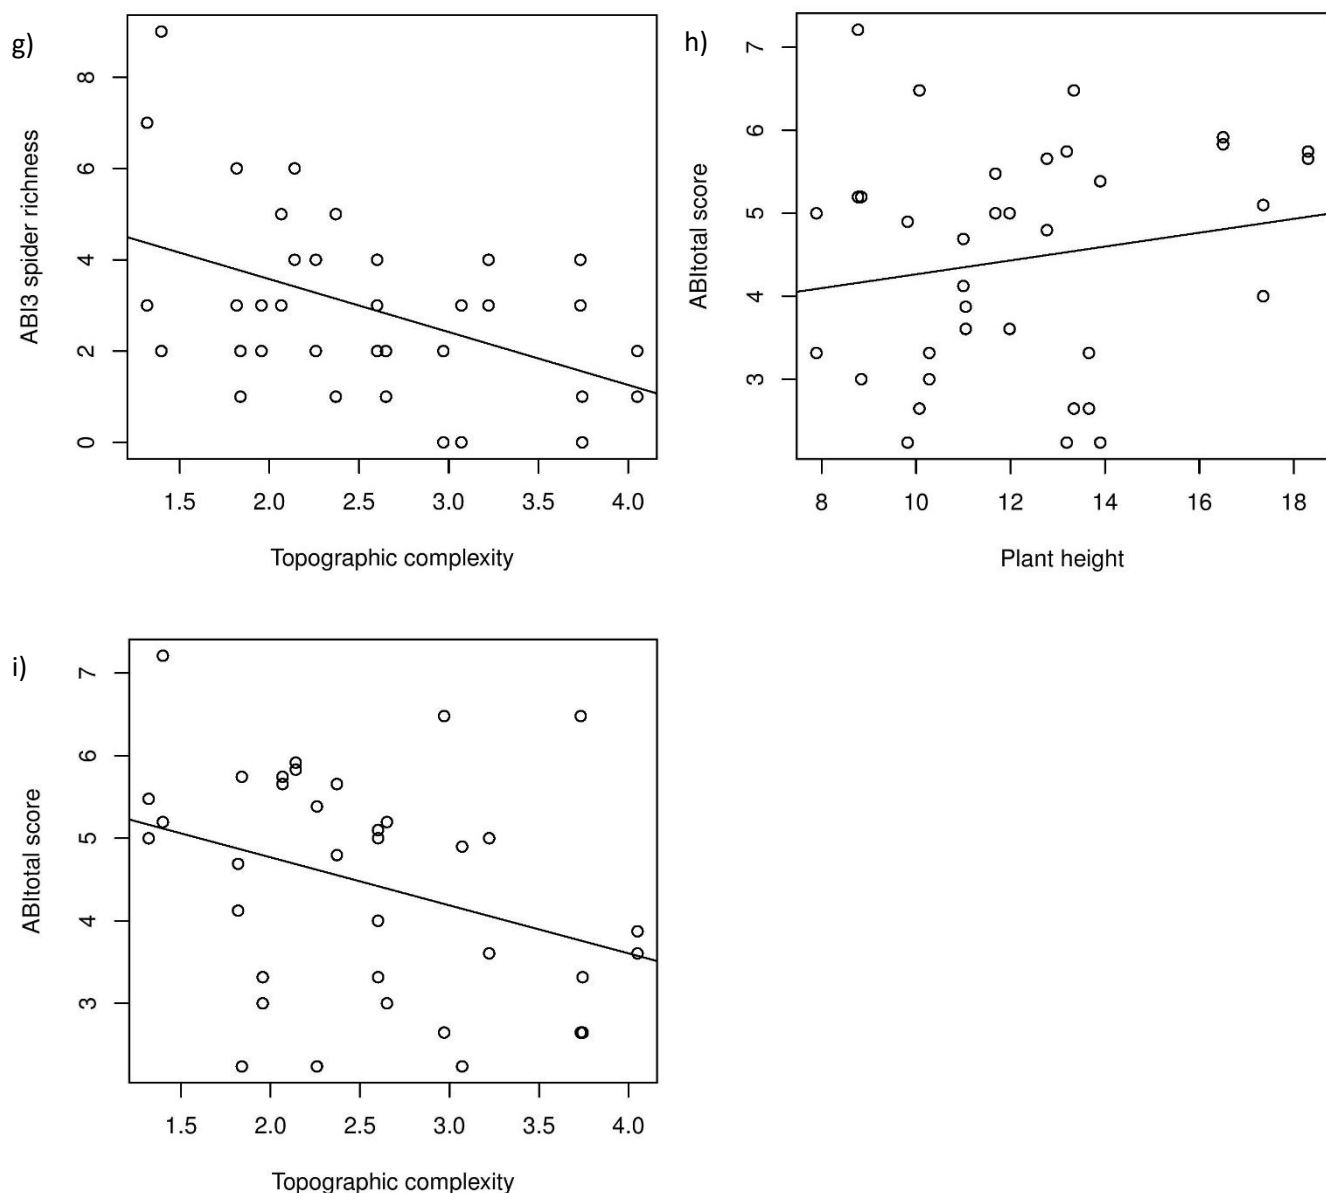 g)
ABI3 spider richness
8
6
4
2
0
1.5 2.0 2.5 3.0 3.5 4.0
Topographic complexity
h)
ABItotal score
7
6
5
4
3
8 10 12 14 16 18
Plant height
i)
ABItotal score
7
6
5
4
3
1.5 2.0 2.5 3.0 3.5 4.0
Topographic complexity